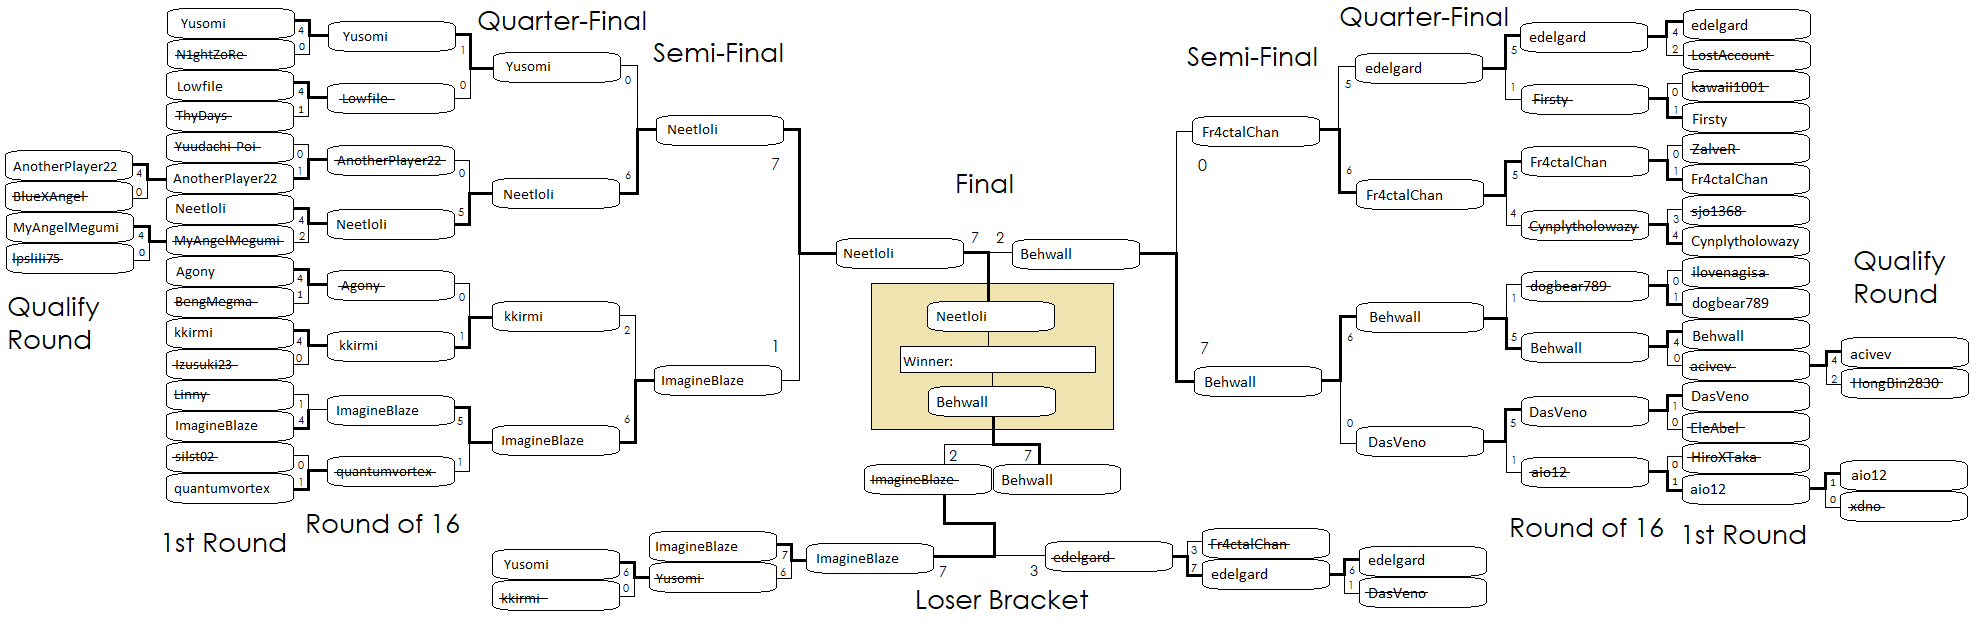 Quarter-Final
Semi-Final
Yusomi
4
N1ghtZoRe
0
Yusomi
1
Lowfile
4
ThyDays
1
Lowfile
0
Yusomi
0
Yuudachi-Poi
0
AnotherPlayer22
1
AnotherPlayer22
0
AnotherPlayer22
4
BlueXAngel
0
MyAngelMegumi
4
lpslili75
0
Qualify
Round
Neetloli
4
MyAngelMegumi
2
Neetloli
5
Neetloli
6
Neetloli
7
Agony
4
BengMegma
1
Agony
0
kkirmi
4
Izusuki23
0
kkirmi
1
kkirmi
2
Linny
1
ImagineBlaze
4
ImagineBlaze
5
silst02
0
quantumvortex
1
quantumvortex
1
ImagineBlaze
6
ImagineBlaze
1
1st Round
Round of 16
Final
Neetloli
7
2
Behwall
Neetloli
Winner:
Behwall
2
7
ImagineBlaze
Behwall
Yusomi
6
kkirmi
0
ImagineBlaze
7
Yusomi
6
ImagineBlaze
7
3
edelgard
3
Fr4ctalChan
7
edelgard
6
edelgard
1
DasVeno
Loser Bracket
Quarter-Final
Semi-Final
Fr4ctalChan
0
7
Behwall
edelgard
5
6
Fr4ctalChan
Behwall
6
0
DasVeno
5
edelgard
1
Firsty
5
Fr4ctalChan
4
Cynplytholowazy
1
dogbear789
5
Behwall
5
DasVeno
1
aio12
4
edelgard
2
LostAccount
0
kawaii1001
1
Firsty
0
ZalveR
1
Fr4ctalChan
3
sjo1368
4
Cynplytholowazy
0
ilovenagisa
1
dogbear789
4
Behwall
0
acivev
1
DasVeno
0
EleAbel
0
HiroXTaka
1
aio12
Qualify
Round
4
acivev
2
HongBin2830
1
aio12
0
xdno
Round of 16
1st Round